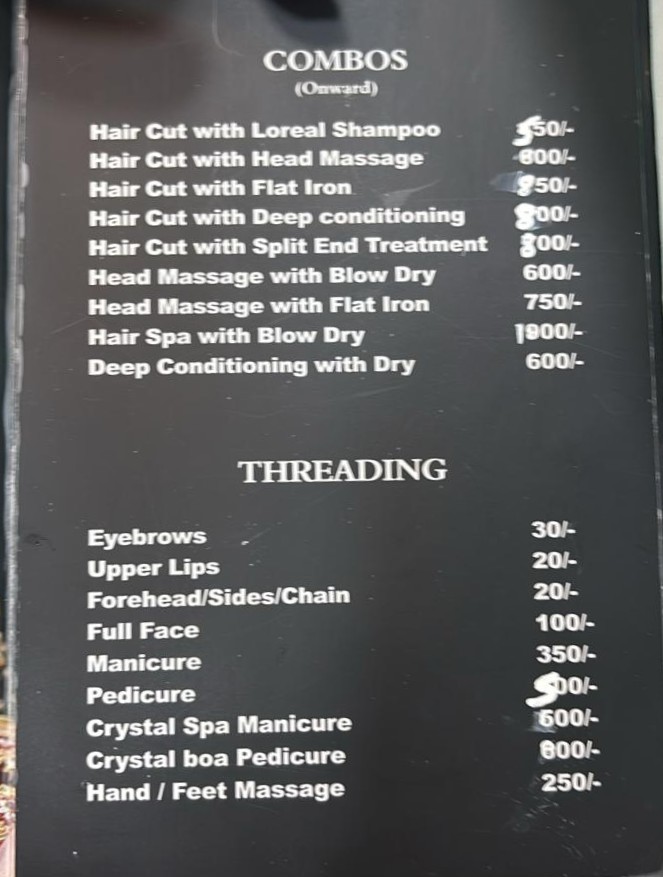 COMBOS
(Onward)
Hair Cut with Loreal Shampoo 550/-
Hair Cut with Head Massage 800/-
Hair Cut with Flat Iron 850/-
Hair Cut with Deep conditioning 800/-
Hair Cut with Split End Treatment 800/-
Head Massage with Blow Dry 600/-
Head Massage with Flat Iron 750/-
Hair Spa with Blow Dry 1900/-
Deep Conditioning with Dry 600/-
THREADING
Eyebrows 30/-
Upper Lips 20/-
Forehead/Sides/Chain 20/-
Full Face 100/-
Manicure 350/-
Pedicure 500/-
Crystal Spa Manicure 600/-
Crystal boa Pedicure 800/-
Hand / Feet Massage 250/-